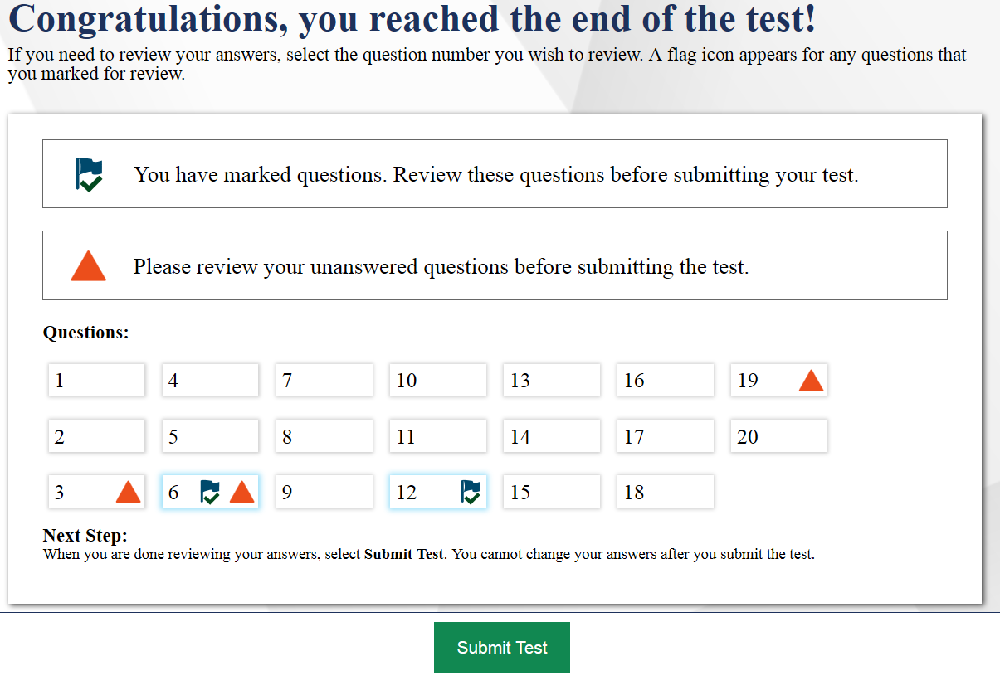 Congratulations, you reached the end of the test!
If you need to review your answers, select the question number you wish to review. A flag icon appears for any questions that
you marked for review.
You have marked questions. Review these questions before submitting your test.
Please review your unanswered questions before submitting the test.
Questions:
1 4 7 10 13 16 19
2 5 8 11 14 17 20
3 6 9 12 15 18
Next Step:
When you are done reviewing your answers, select Submit Test. You cannot change your answers after you submit the test.
Submit Test